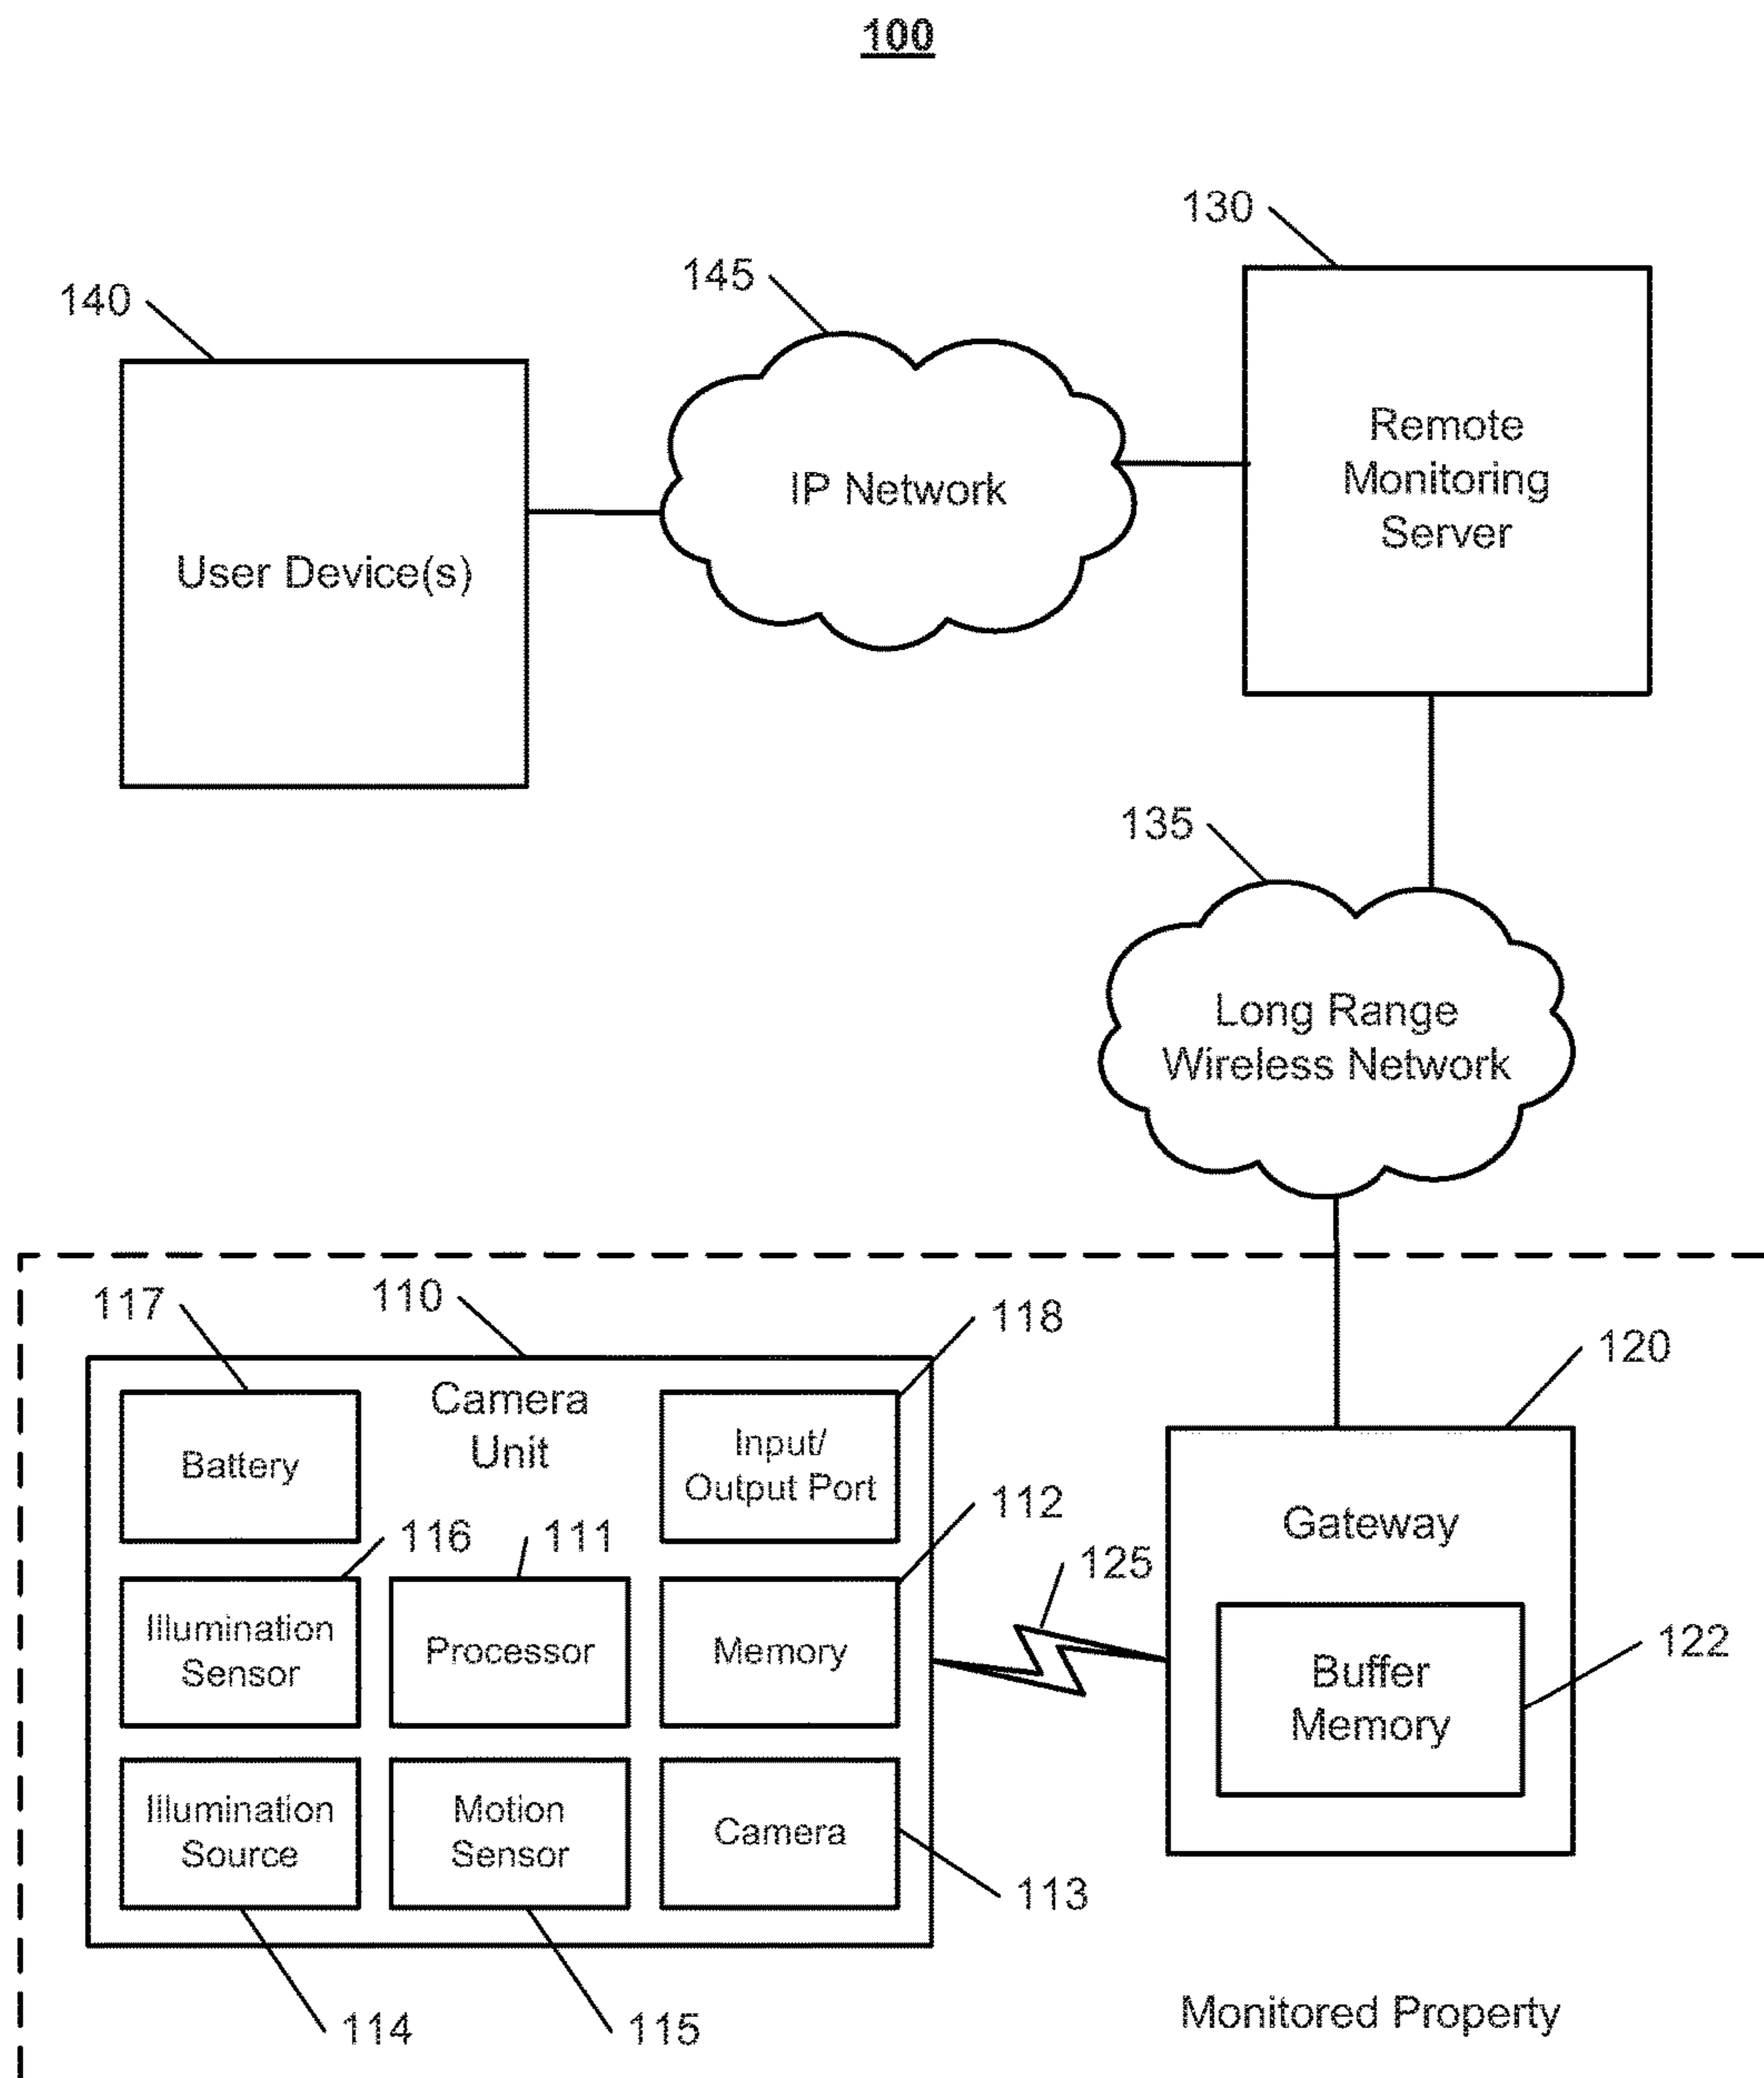 100
130
145
140
Remote
Monitoring
Server
IP Network
User Device(s)
135
Long Range
Wireless Network
117
110
118
120
Camera
Unit
Battery
Input/
Output Port
116
111
112
125
Gateway
Illumination
Sensor
Processor
Memory
122
Buffer
Memory
Illumination
Source
Motion
Sensor
Camera
113
114
115
Monitored Property